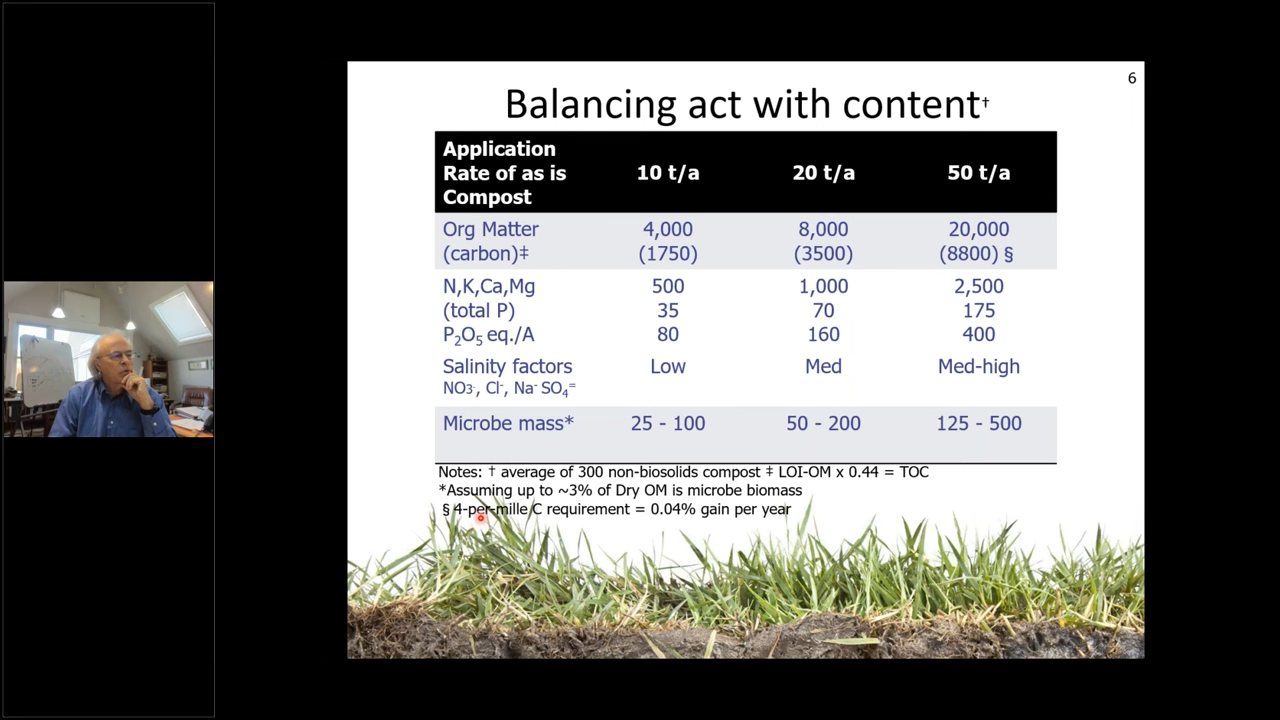 6
Balancing act with content†
Application Rate of as is Compost 10 t/a 20 t/a 50 t/a
Org Matter 4,000 8,000 20,000
(carbon)‡ (1750) (3500) (8800) §
N,K,Ca,Mg 500 1,000 2,500
(total P) 35 70 175
P₂O₅ eq./A 80 160 400
Salinity factors Low Med Med-high
NO3-, Cl-, Na- SO₄=
Microbe mass* 25 - 100 50 - 200 125 - 500
Notes: † average of 300 non-biosolids compost ‡ LOI-OM x 0.44 = TOC
*Assuming up to ~3% of Dry OM is microbe biomass
§ 4-per-mille C requirement = 0.04% gain per year